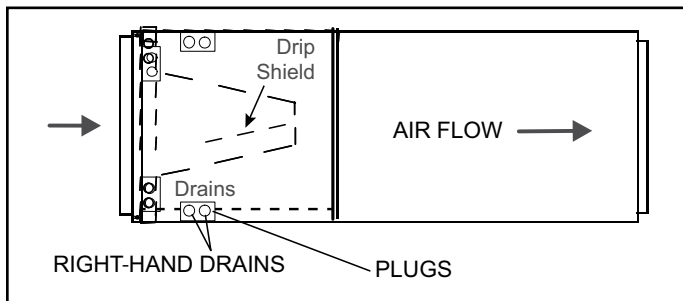 Drip
Shield
AIR FLOW
Drains
RIGHT-HAND DRAINS
PLUGS